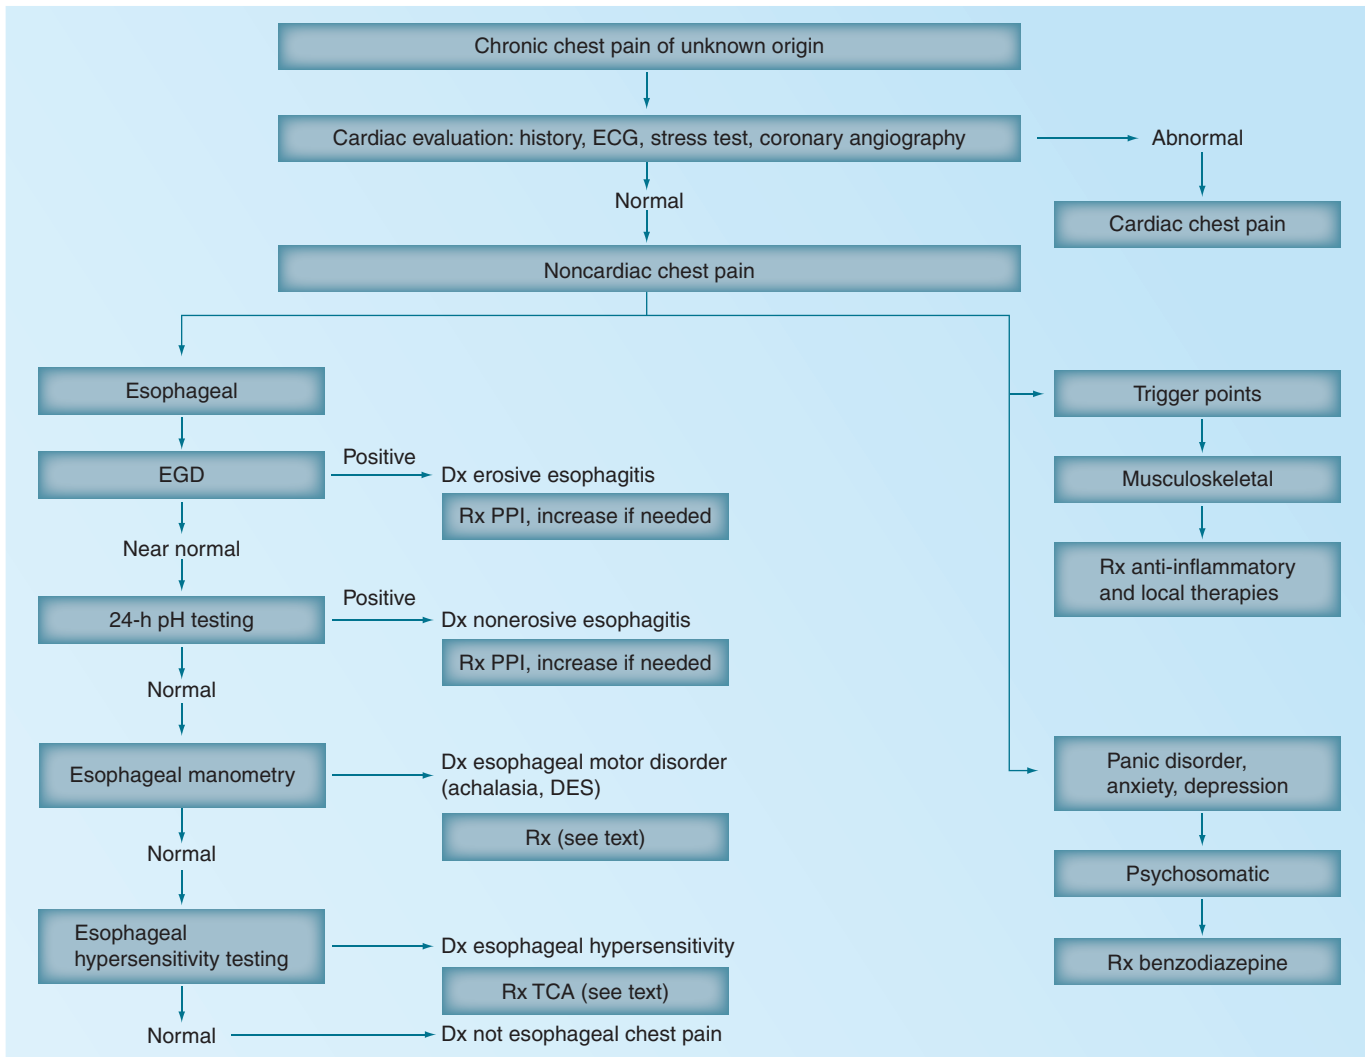 Chronic chest pain of unknown origin
Cardiac evaluation: history, ECG, stress test, coronary angiography
Abnormal
Normal
Cardiac chest pain
Noncardiac chest pain
Esophageal
EGD
Positive
Dx erosive esophagitis
Rx PPI, increase if needed
Near normal
24-h pH testing
Positive
Dx nonerosive esophagitis
Rx PPI, increase if needed
Normal
Esophageal manometry
Dx esophageal motor disorder
(achalasia, DES)
Rx (see text)
Normal
Esophageal
hypersensitivity testing
Dx esophageal hypersensitivity
Rx TCA (see text)
Normal
Dx not esophageal chest pain
Trigger points
Musculoskeletal
Rx anti-inflammatory
and local therapies
Panic disorder,
anxiety, depression
Psychosomatic
Rx benzodiazepine